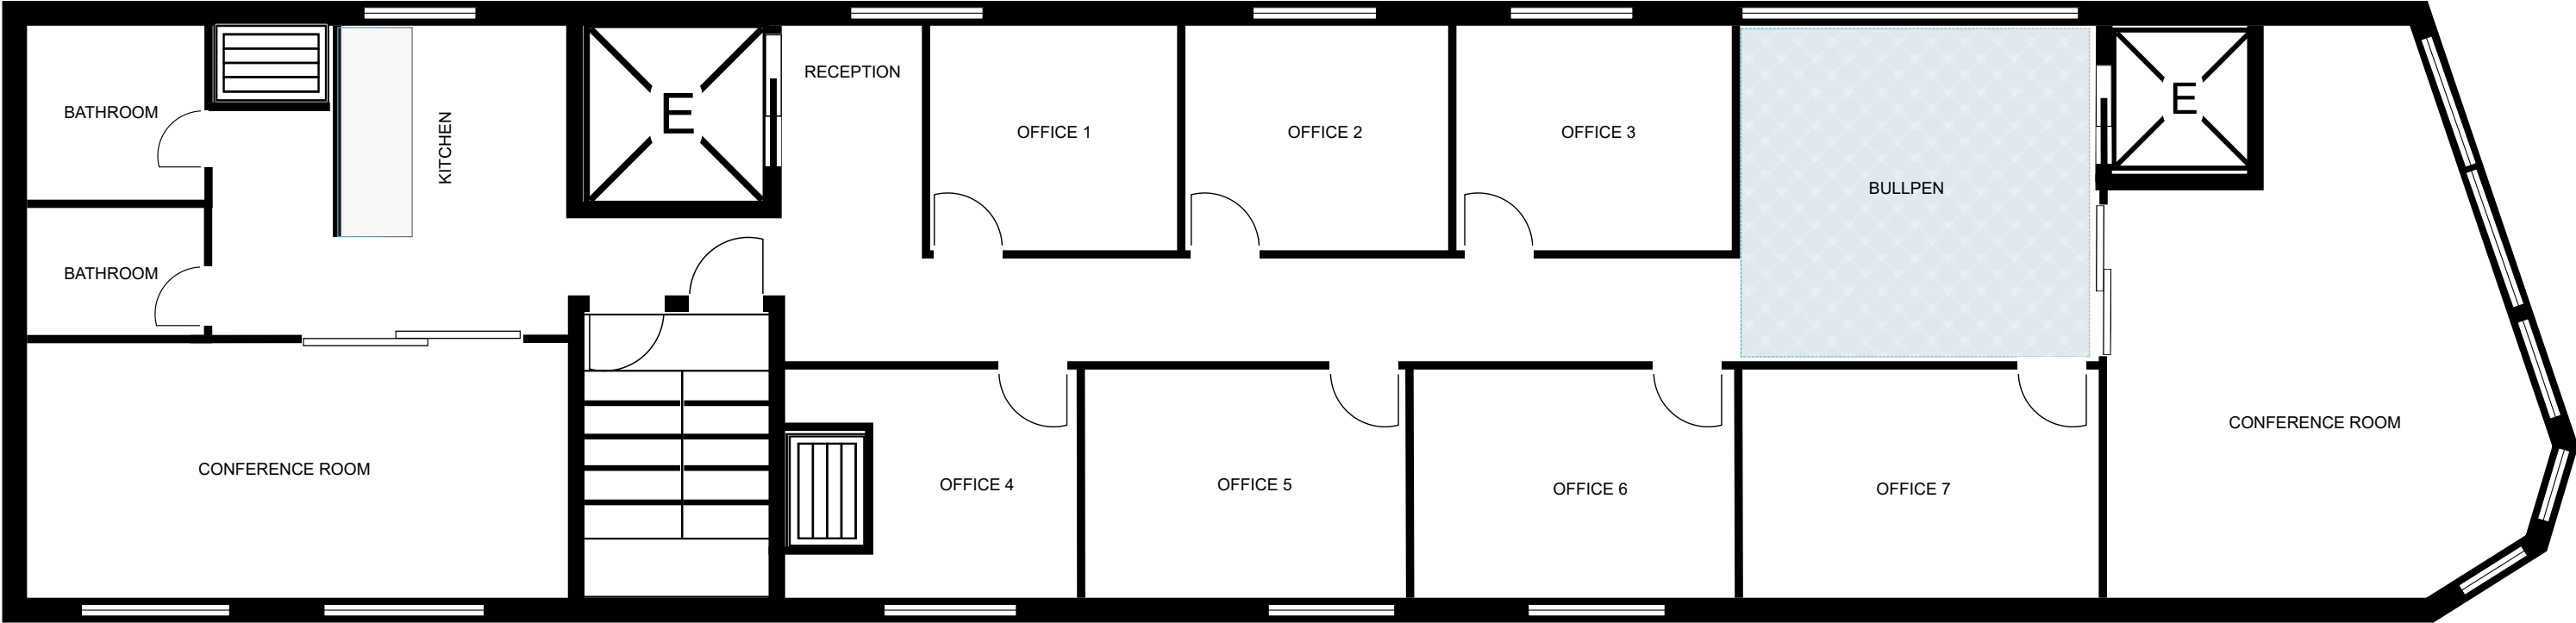 BATHROOM
KITCHEN
E
RECEPTION
OFFICE 1
OFFICE 2
OFFICE 3
BULLPEN
E
BATHROOM
CONFERENCE ROOM
OFFICE 4
OFFICE 5
OFFICE 6
OFFICE 7
CONFERENCE ROOM